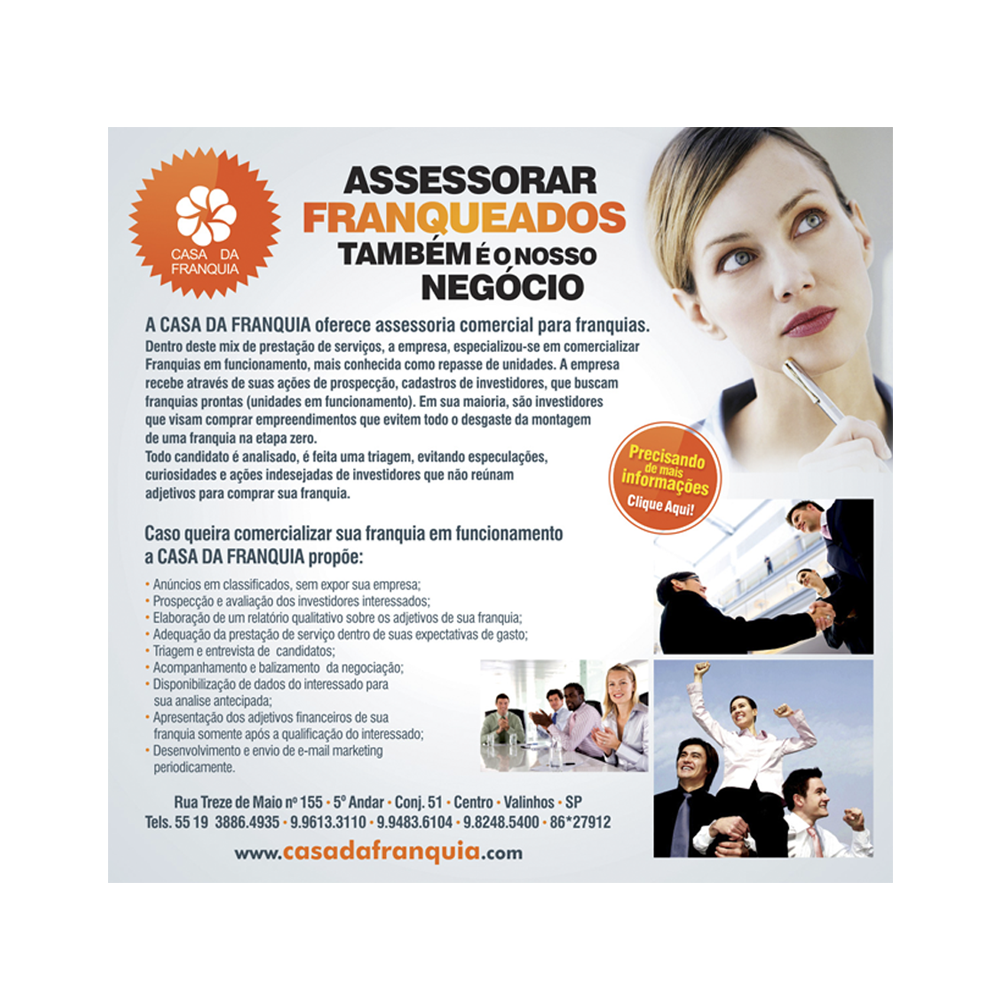 CASA DA
FRANQUIA
ASSESSORAR
FRANQUEADOS
TAMBÉM É O NOSSO
NEGÓCIO
A CASA DA FRANQUIA oferece assessoria comercial para franquias.
Dentro deste mix de prestação de serviços, a empresa, especializou-se em comercializar
Franquias em funcionamento, mais conhecida como repasse de unidades. A empresa
recebe através de suas ações de prospecção, cadastros de investidores, que buscam
franquias prontas (unidades em funcionamento). Em sua maioria, são investidores
que visam comprar empreendimentos que evitem todo o desgaste da montagem
de uma franquia na etapa zero.
Todo candidato é analisado, é feita uma triagem, evitando especulações,
curiosidades e ações indesejadas de investidores que não reúnam
adjetivos para comprar sua franquia.
Precisando
de mais
informações
Clique Aqui!
Caso queira comercializar sua franquia em funcionamento
a CASA DA FRANQUIA propõe:
• Anúncios em classificados, sem expor sua empresa;
• Prospecção e avaliação dos investidores interessados;
• Elaboração de um relatório qualitativo sobre os adjetivos de sua franquia;
• Adequação da prestação de serviço dentro de suas expectativas de gasto;
• Triagem e entrevista de candidatos;
• Acompanhamento e balizamento da negociação;
• Disponibilização de dados do interessado para
sua analise antecipada;
• Apresentação dos adjetivos financeiros de sua
franquia somente após a qualificação do interessado;
• Desenvolvimento e envio de e-mail marketing
periodicamente.
Rua Treze de Maio nº 155 • 5º Andar • Conj. 51 • Centro • Valinhos • SP
Tels. 55 19 3886.4935 • 9.9613.3110 • 9.9483.6104 • 9.8248.5400 • 86*27912
www.casadafranquia.com